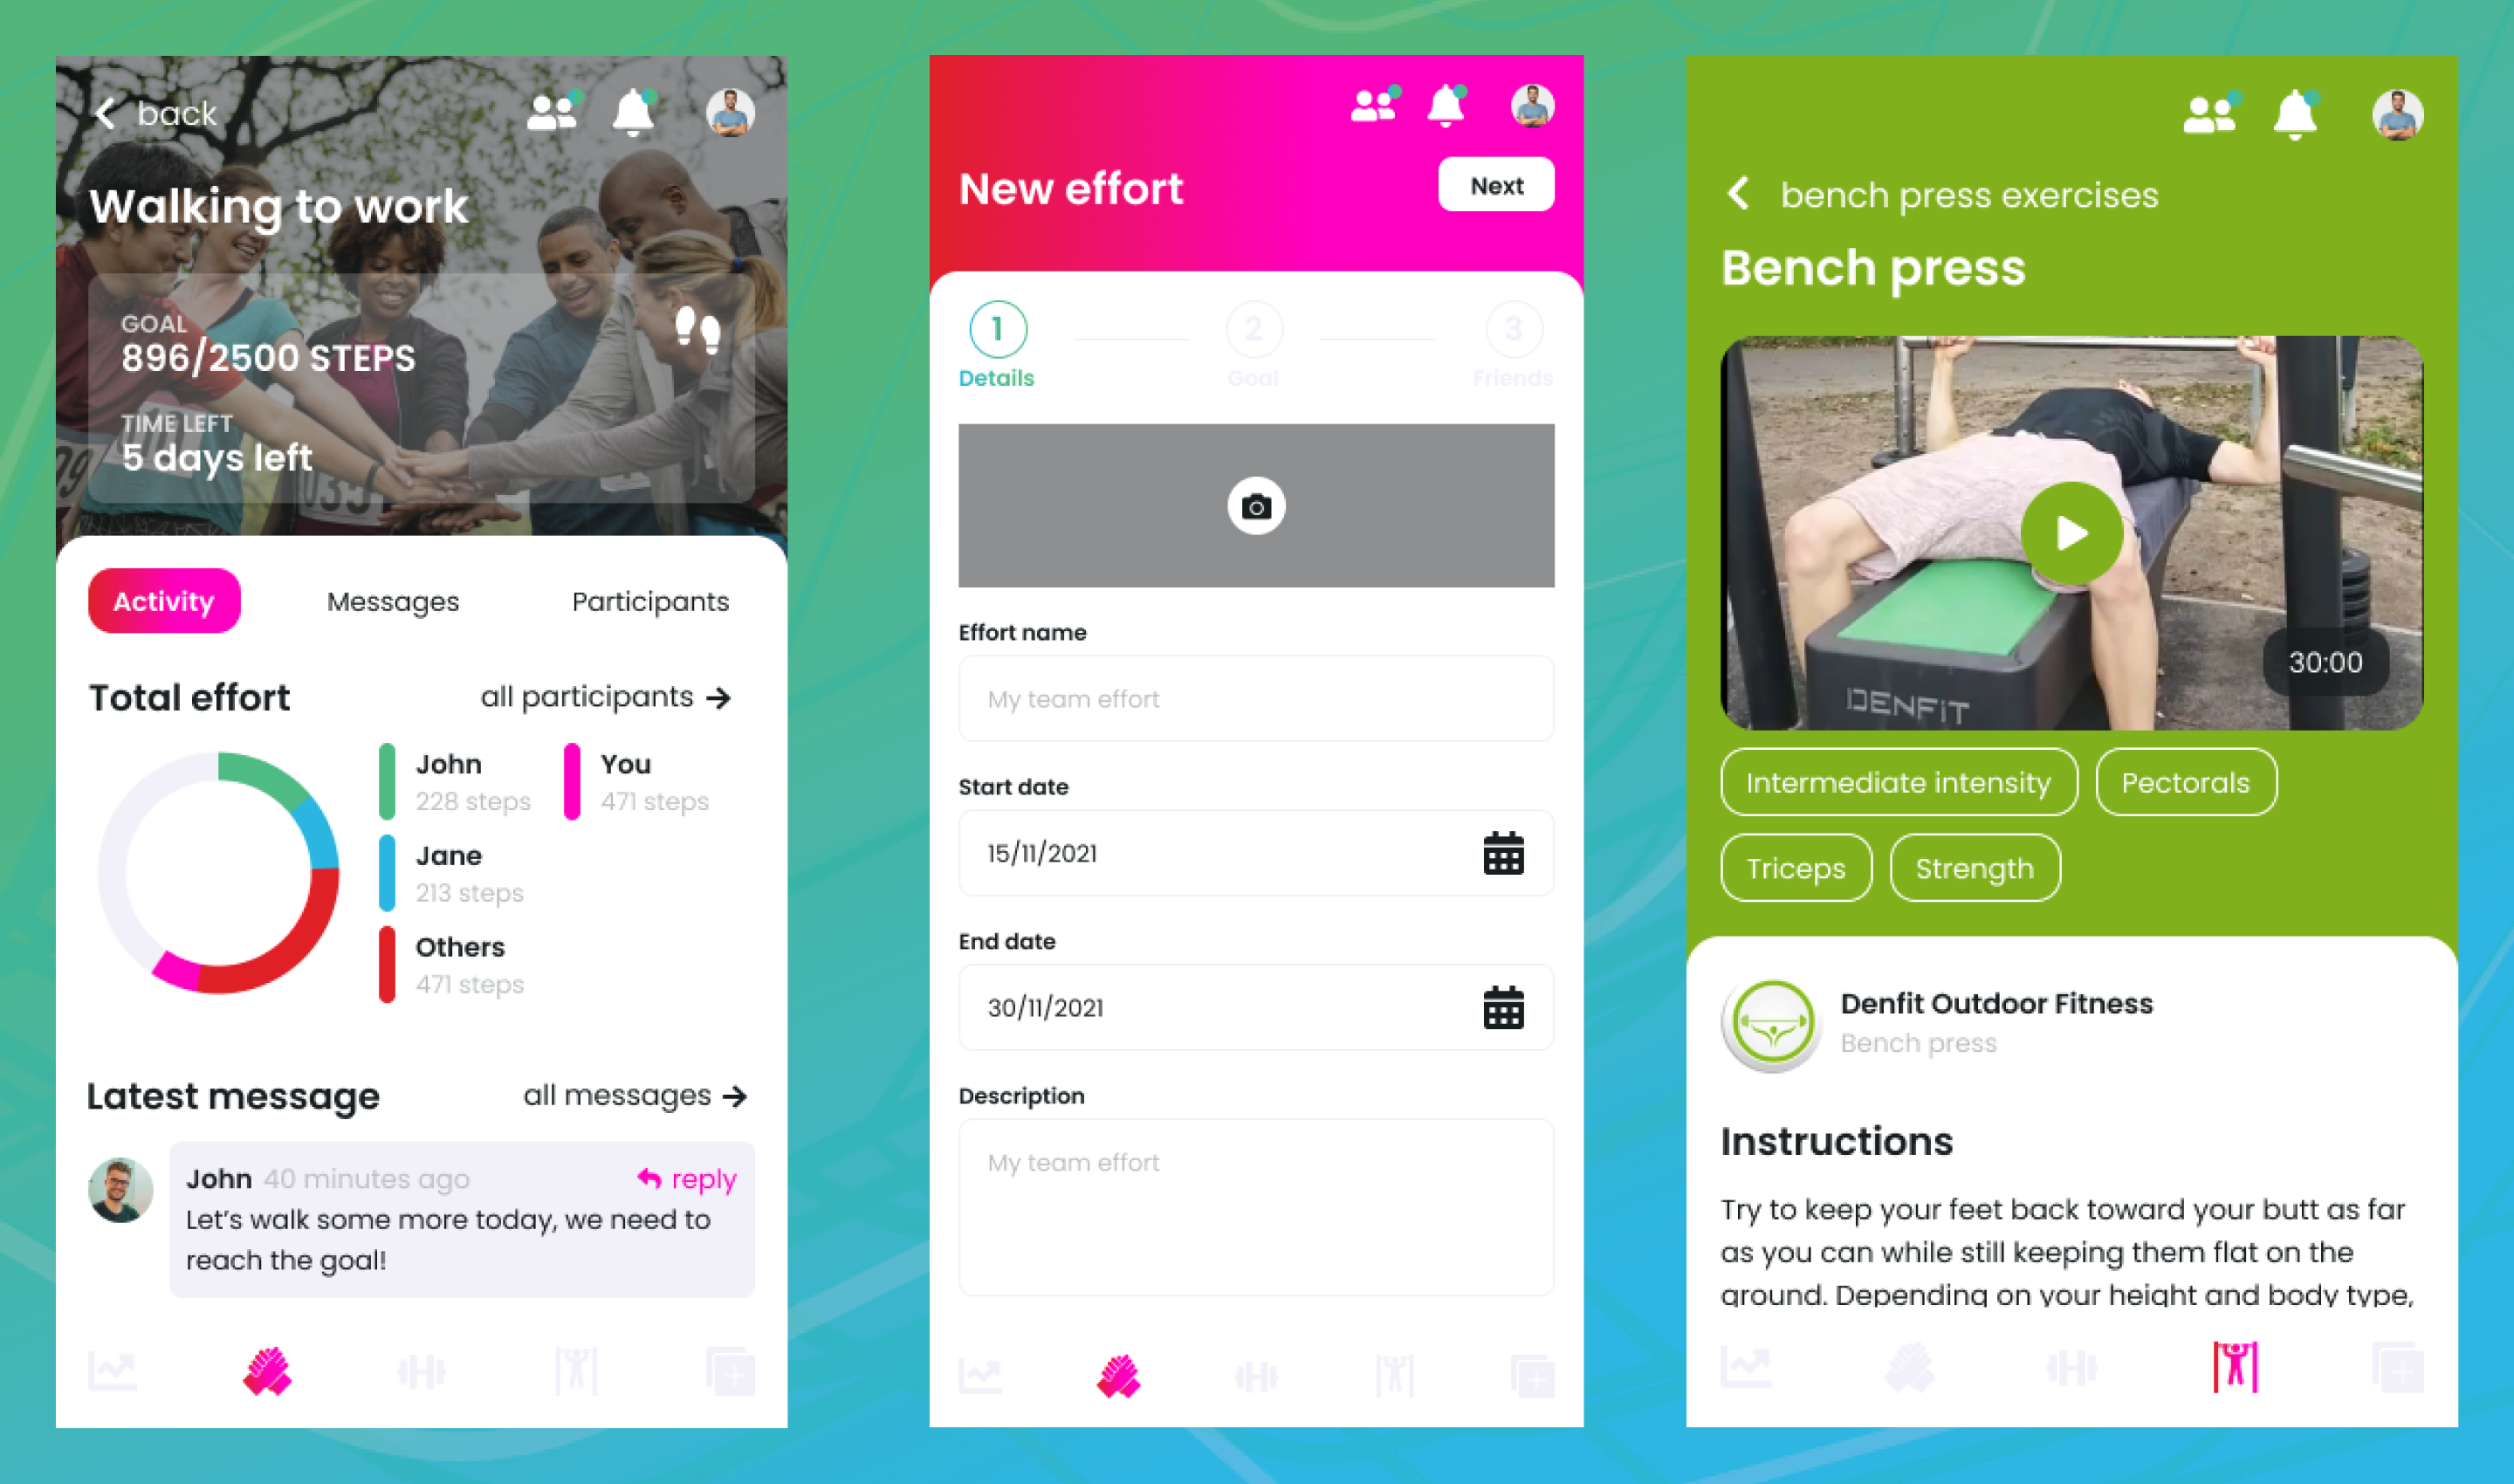 back
Walking to work
GOAL
896/2500 STEPS
TIME LEFT
5 days left
Activity
Messages
Participants
Total effort
all participants
John
228 steps
You
471 steps
Jane
213 steps
Others
471 steps
Latest message
all messages
John 40 minutes ago
reply
Let's walk some more today, we need to
reach the goal!
New effort
Next
1
2
3
Details
Goal
Friends
Effort name
My team effort
Start date
15/11/2021
End date
30/11/2021
Description
My team effort
bench press exercises
Bench press
DENFiT
30:00
Intermediate intensity
Pectorals
Triceps
Strength
Denfit Outdoor Fitness
Bench press
Instructions
Try to keep your feet back toward your butt as far
as you can while still keeping them flat on the
ground. Depending on your height and body type,